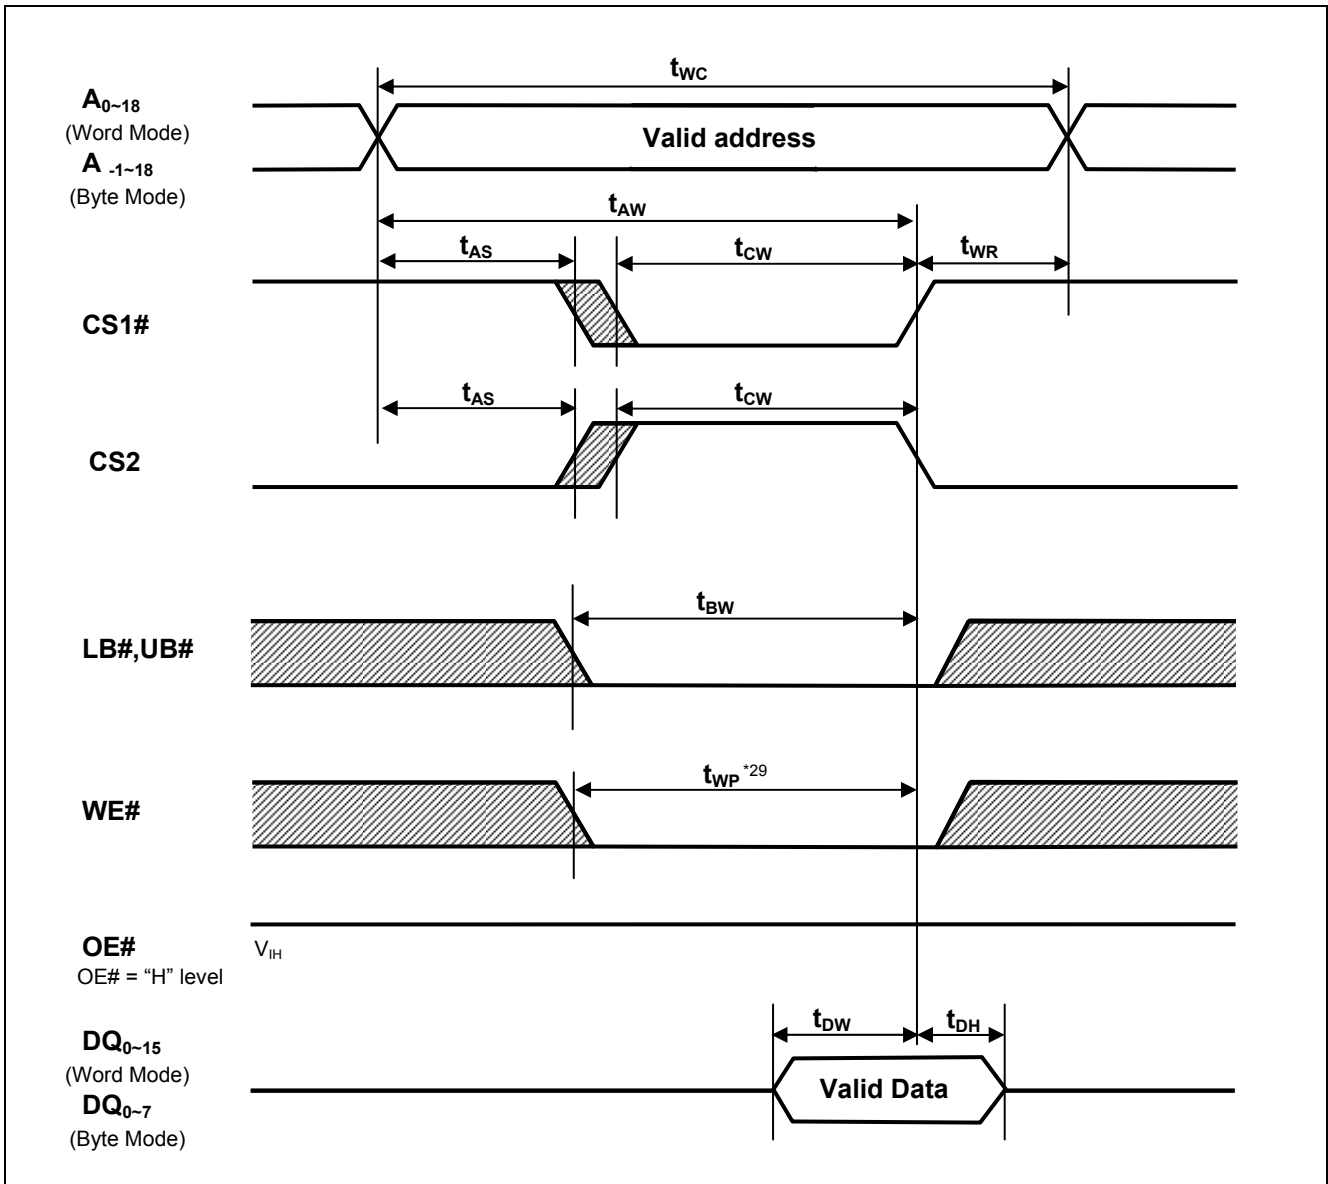 tWC
A0~18
(Word Mode)
Valid address
A -1~18
(Byte Mode)
tAW
tAS
tCW
tWR
CS1#
tAS
tCW
CS2
tBW
LB#,UB#
tWP *29
WE#
OE#
VIH
OE# = “H” level
tDW
tDH
DQ0~15
(Word Mode)
Valid Data
DQ0~7
(Byte Mode)